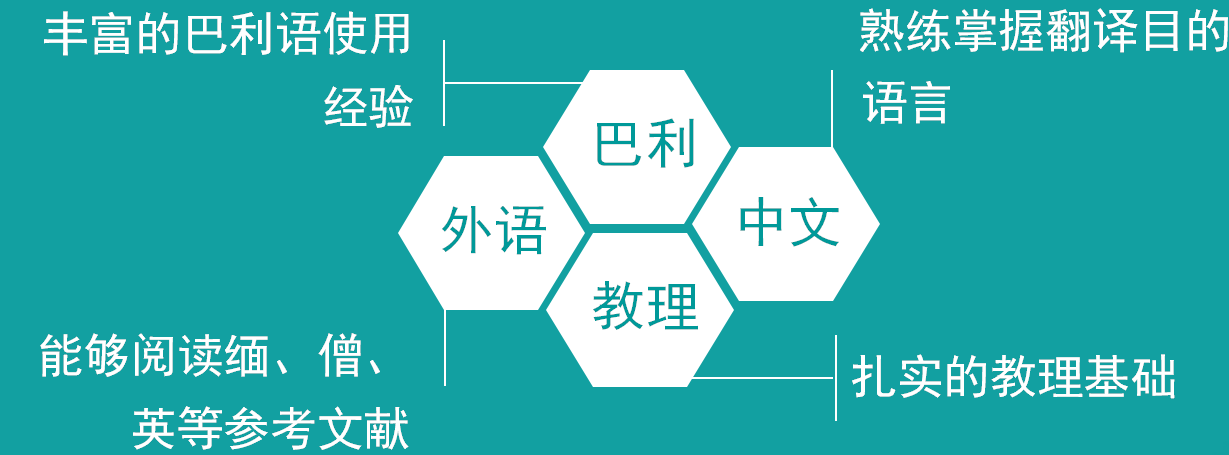 丰富的巴利语使用
经验
熟练掌握翻译目的
语言
巴利
外语
中文
教理
能够阅读缅、僧、
英等参考文献
扎实的教理基础